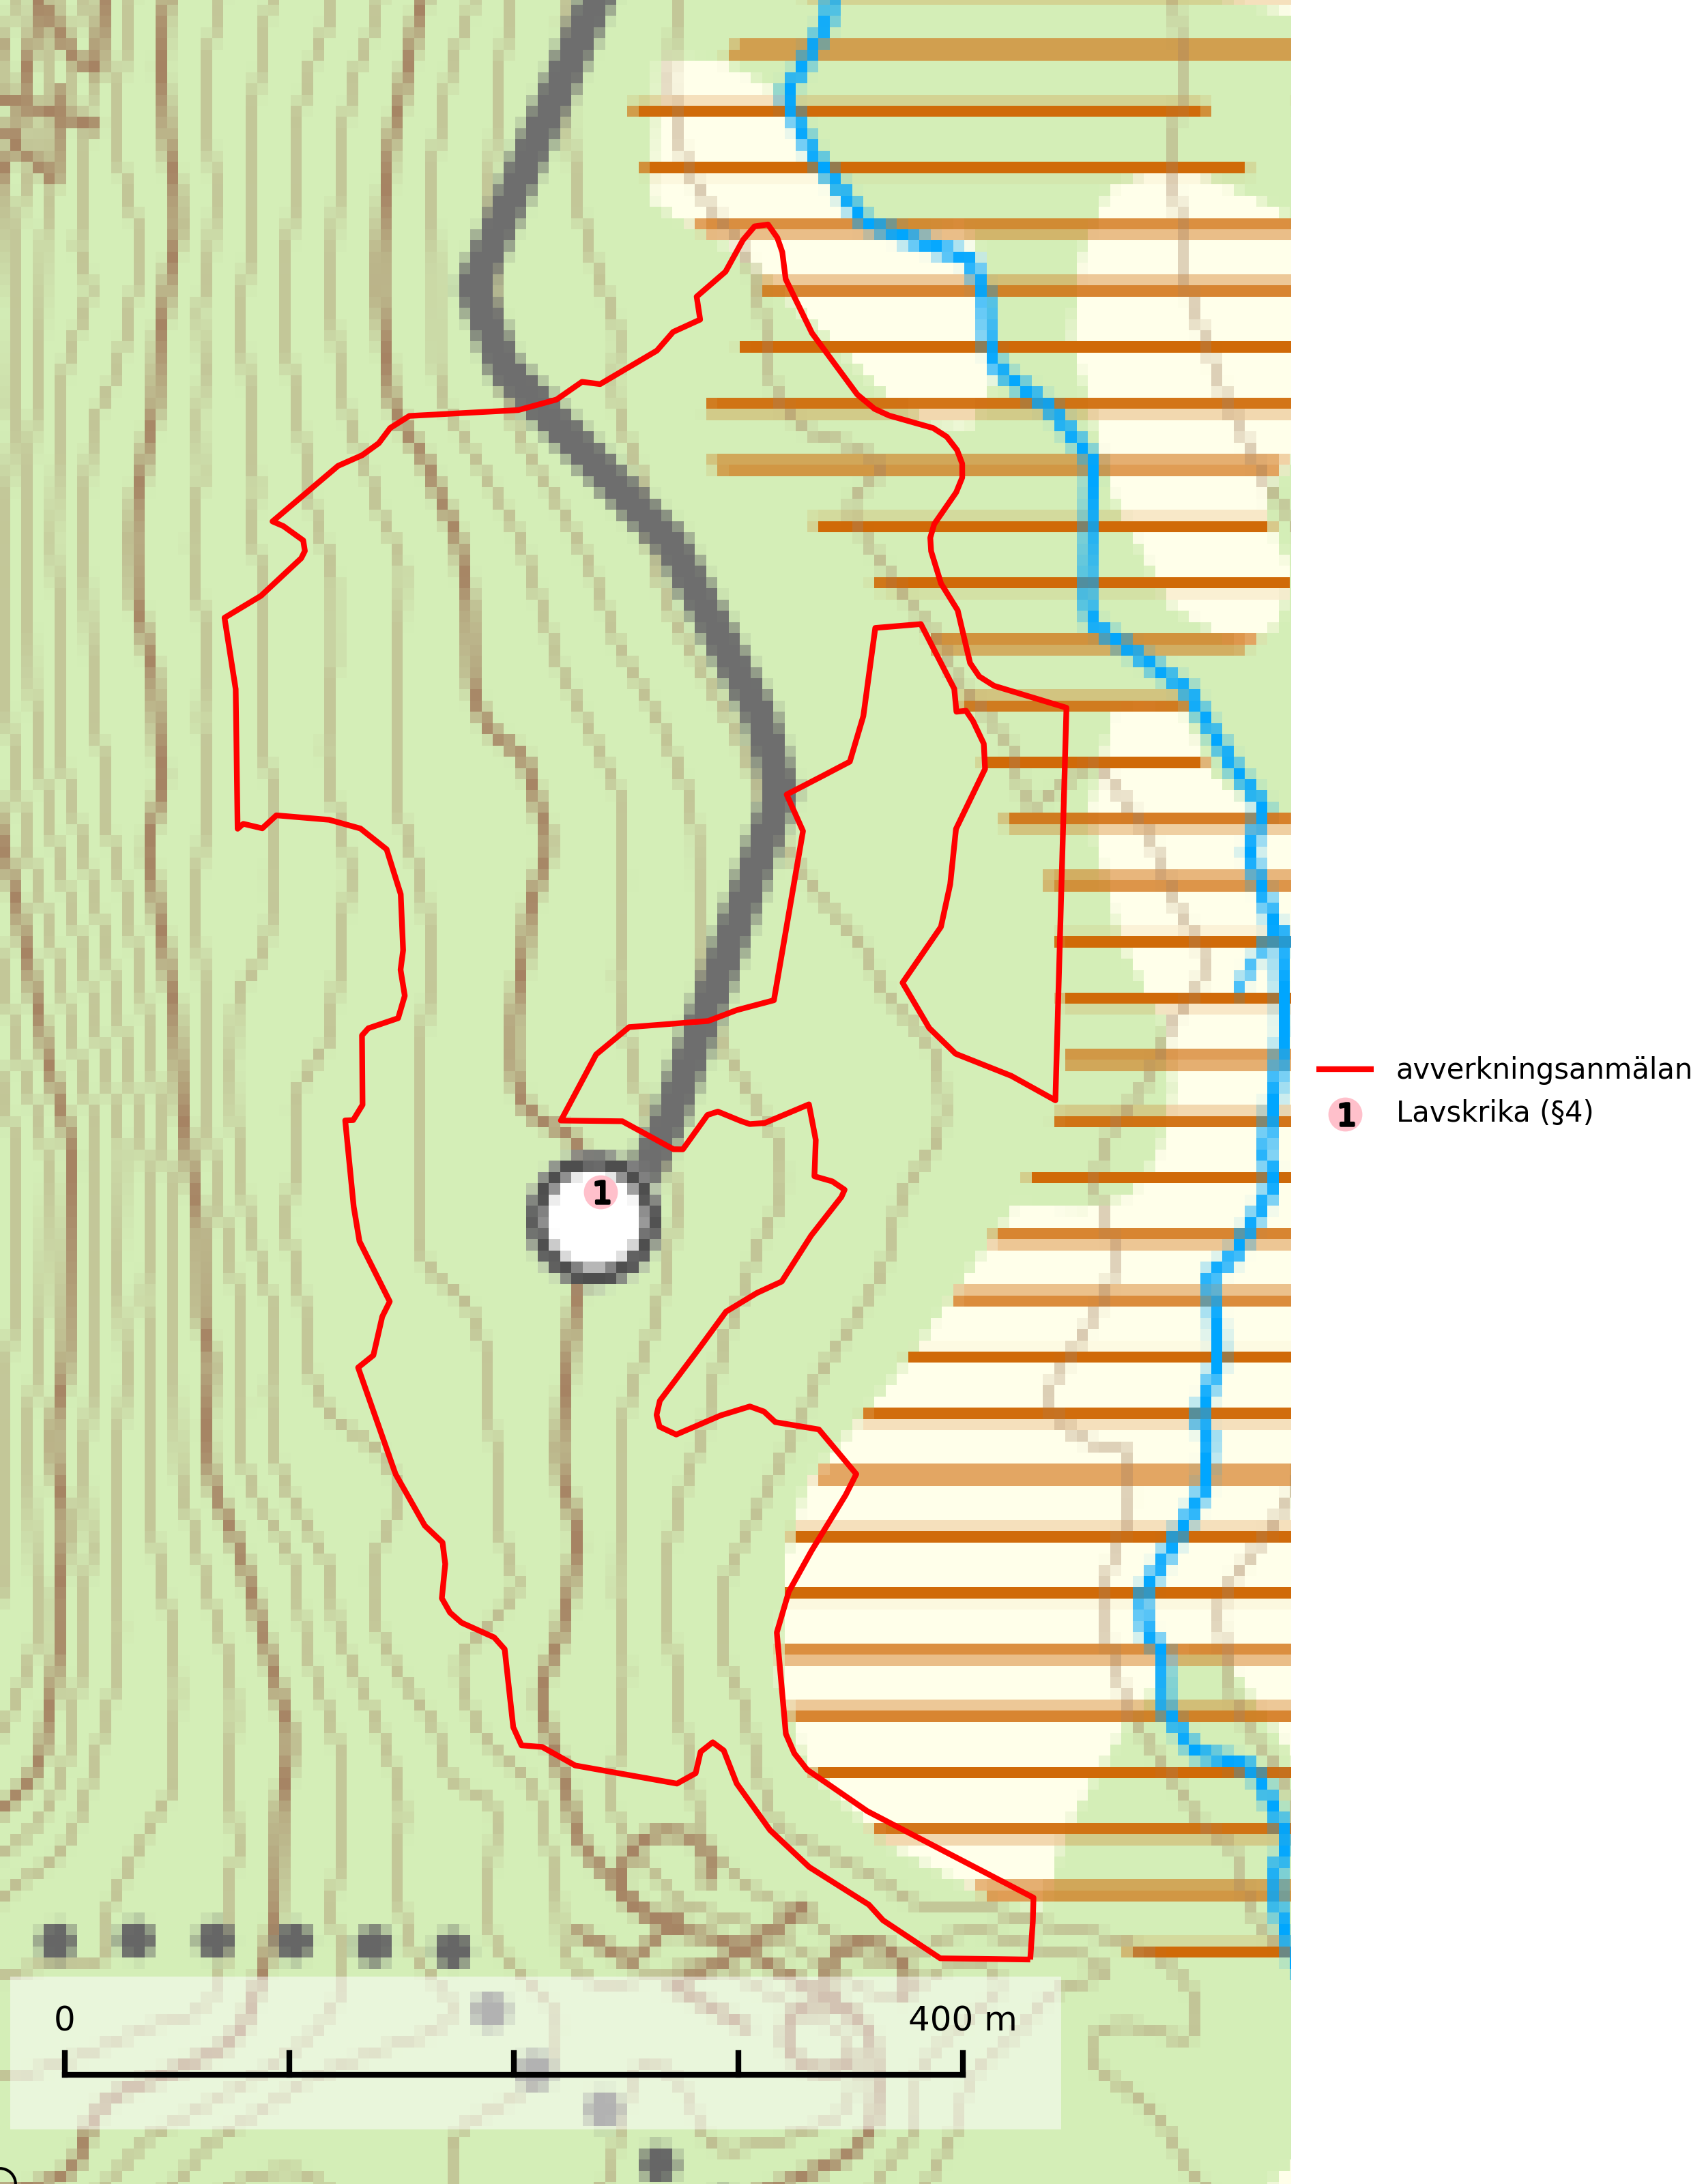 avverkningsanmälan
1 Lavskrika (§4)
1
0 400 m